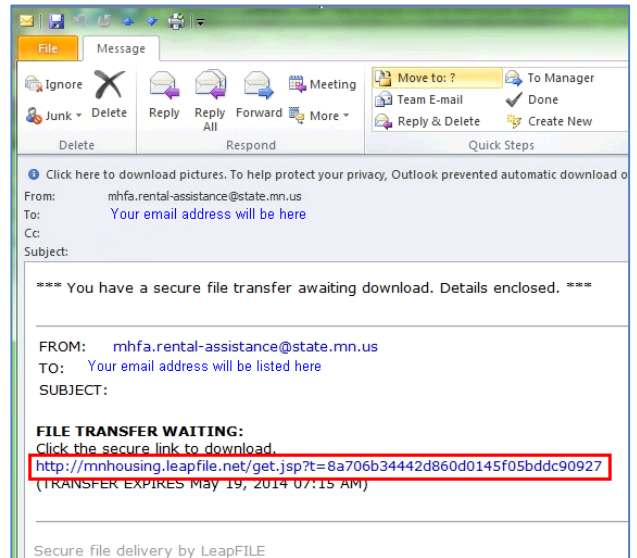 File Message
Ignore
Junk
Delete
Reply
Reply
All
Forward
Meeting
More
Move to: ?
Team E-mail
Reply & Delete
To Manager
Done
Create New
Delete Respond Quick Steps
Click here to download pictures. To help protect your privacy, Outlook prevented automatic download o
From: mhfa.rental-assistance@state.mn.us
To: Your email address will be here
Cc:
Subject:
*** You have a secure file transfer awaiting download. Details enclosed. ***
FROM: mhfa.rental-assistance@state.mn.us
TO: Your email address will be listed here
SUBJECT:
FILE TRANSFER WAITING:
Click the secure link to download.
http://mnhousing.leapfile.net/get.jsp?t=8a706b34442d860d0145f05bddc90927
(TRANSFER EXPIRES May 19, 2014 07:15 AM)
Secure file delivery by LeapFILE